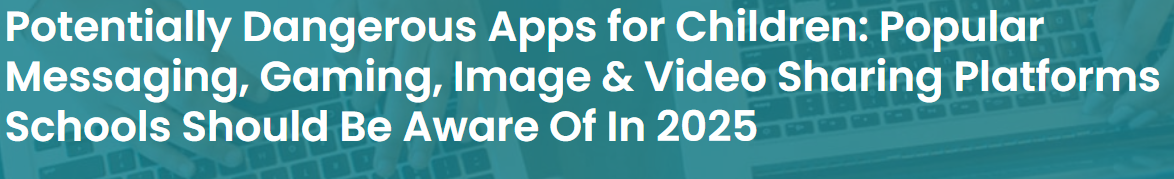 Potentially Dangerous Apps for Children: Popular
Messaging, Gaming, Image & Video Sharing Platforms
Schools Should Be Aware Of In 2025